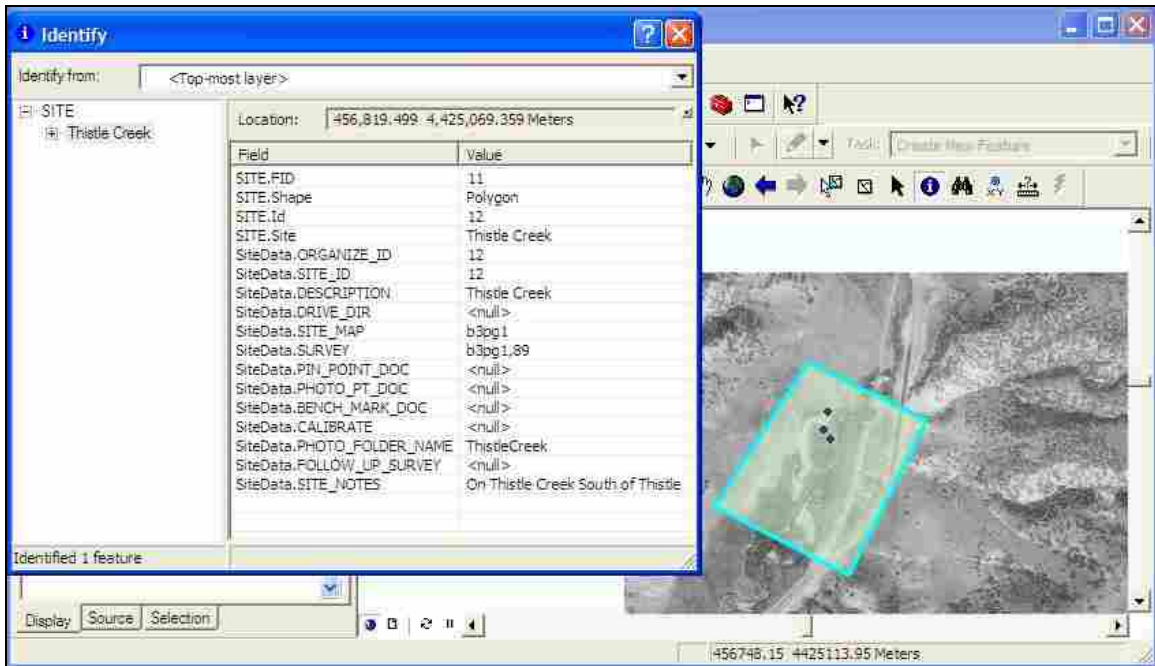 Identify
Identify from: <Top-most layer>
SITE
Thistle Creek
Location: 456,819.499 4,425,069.359 Meters
Field Value
SITE.FID 11
SITE.Shape Polygon
SITE.Id 12
SITE.Site Thistle Creek
SiteData.ORGANIZE_ID 12
SiteData.SITE_ID 12
SiteData.DESCRIPTION Thistle Creek
SiteData.DRIVE_DIR <null>
SiteData.SITE_MAP b3pg1
SiteData.SURVEY b3pg1,89
SiteData.PIN_POINT_DOC <null>
SiteData.PHOTO_PT_DOC <null>
SiteData.BENCH_MARK_DOC <null>
SiteData.CALIBRATE <null>
SiteData.PHOTO_FOLDER_NAME ThistleCreek
SiteData.FOLLOW_UP_SURVEY <null>
SiteData.SITE_NOTES On Thistle Creek South of Thistle
Identified 1 feature
Task: Create New Feature
Display Source Selection
456748.15 4425113.95 Meters